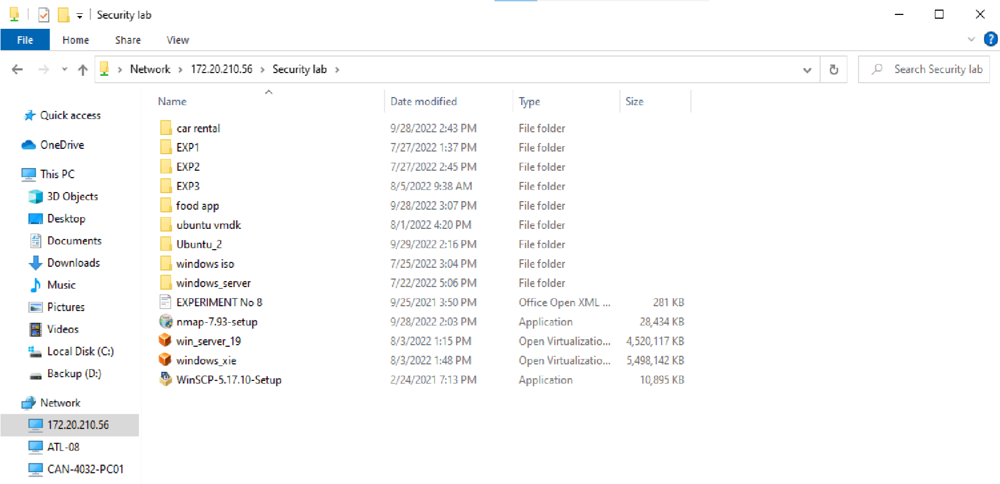 Security lab
File Home Share View
Network 172.20.210.56 Security lab Search Security lab
Name Date modified Type Size
Quick access
OneDrive
This PC
3D Objects
Desktop
Documents
Downloads
Music
Pictures
Videos
Local Disk (C:)
Backup (D:)
Network
172.20.210.56
ATL-08
CAN-4032-PC01
car rental 9/28/2022 2:43 PM File folder
EXP1 7/27/2022 1:37 PM File folder
EXP2 7/27/2022 2:45 PM File folder
EXP3 8/5/2022 9:38 AM File folder
food app 9/28/2022 3:07 PM File folder
ubuntu vmdk 8/1/2022 4:20 PM File folder
Ubuntu_2 9/29/2022 2:16 PM File folder
windows iso 7/25/2022 3:04 PM File folder
windows_server 7/22/2022 5:06 PM File folder
EXPERIMENT No 8 9/25/2021 3:50 PM Office Open XML ... 281 KB
nmap-7.93-setup 9/28/2022 2:03 PM Application 28,434 KB
win_server_19 8/3/2022 1:15 PM Open Virtualizatio... 4,520,117 KB
windows_xie 8/3/2022 1:48 PM Open Virtualizatio... 5,498,142 KB
WinSCP-5.17.10-Setup 2/24/2021 7:13 PM Application 10,895 KB